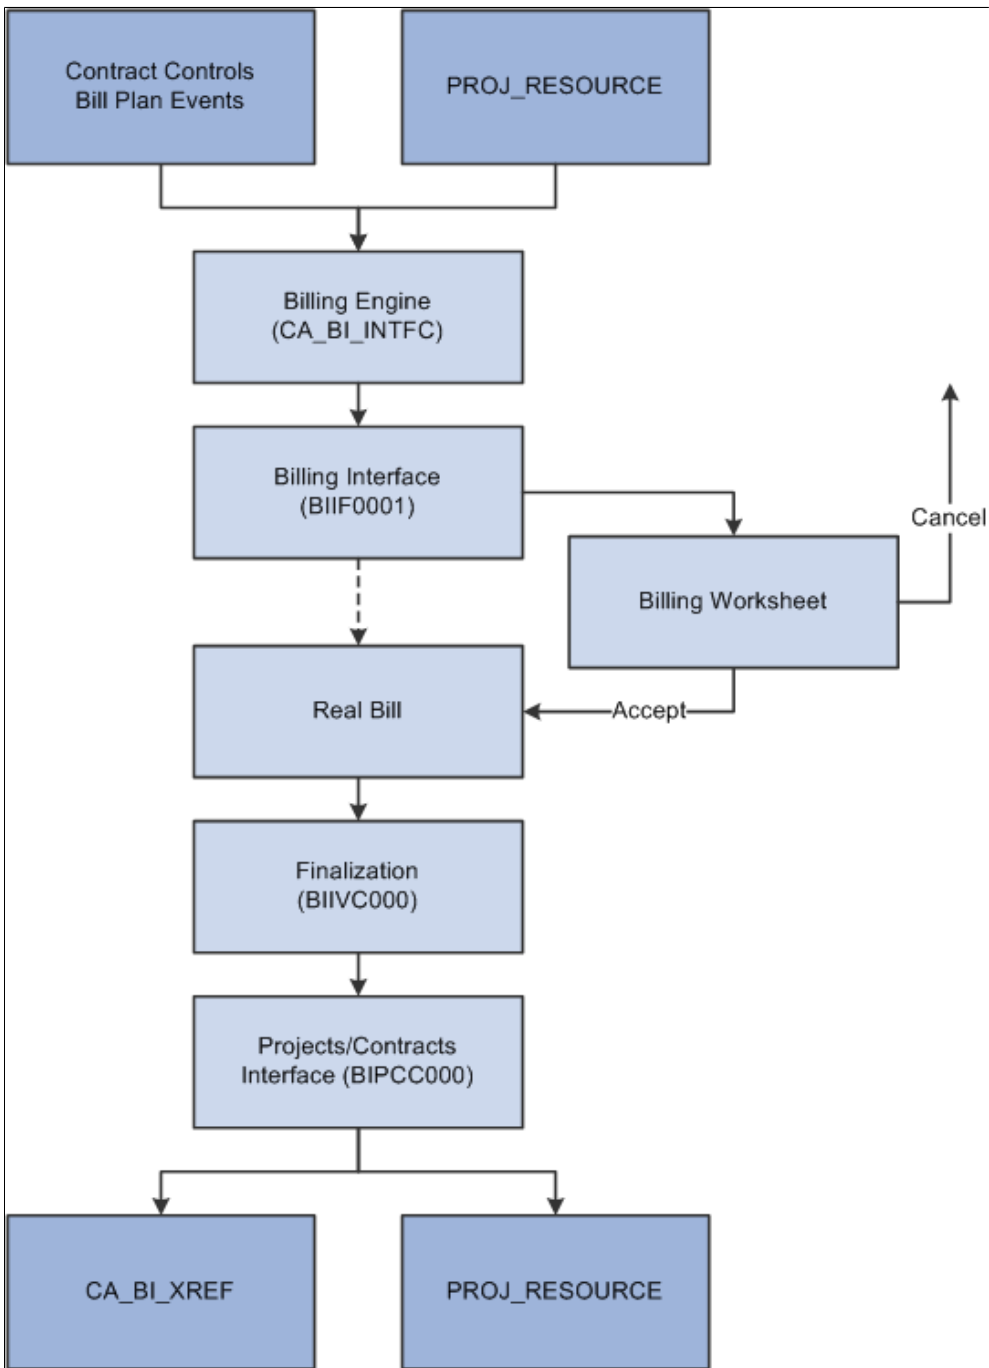 Contract Controls
Bill Plan Events
PROJ_RESOURCE
Billing Engine
(CA_BI_INTFC)
Billing Interface
(BIIF0001)
Cancel
Billing Worksheet
Real Bill
Accept
Finalization
(BIIVC000)
Projects/Contracts
Interface (BIPCC000)
CA_BI_XREF
PROJ_RESOURCE